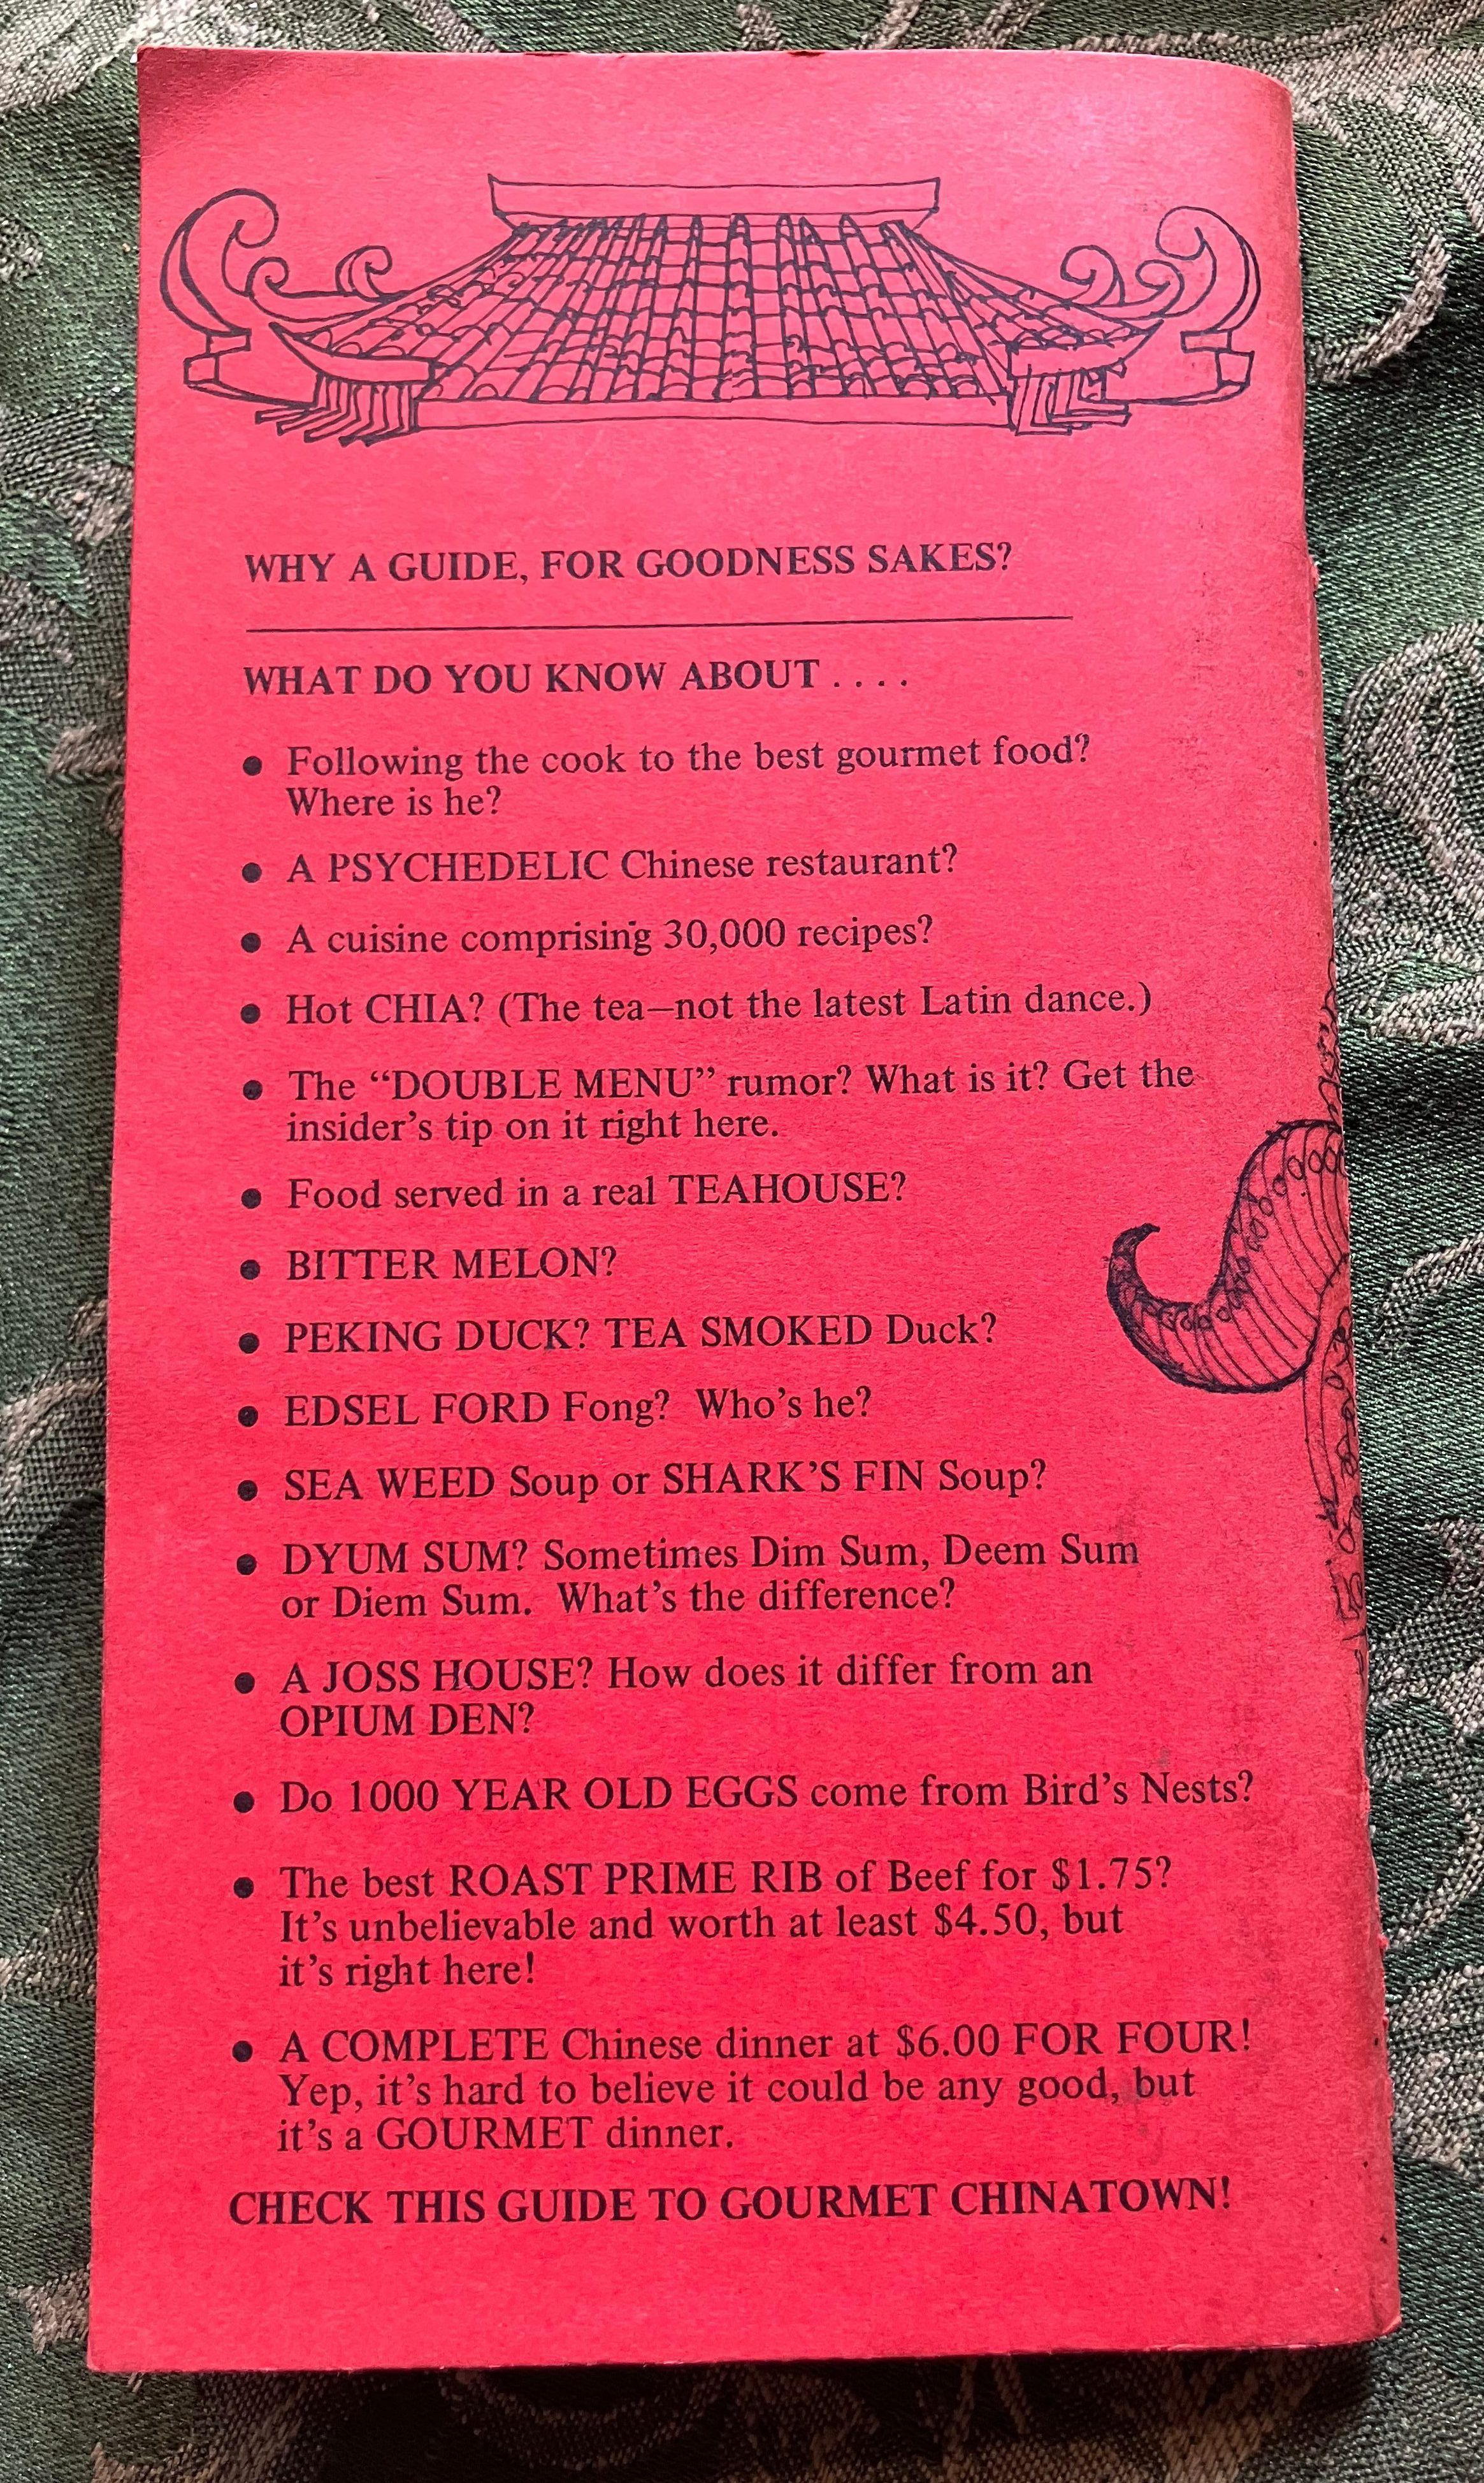 WHY A GUIDE, FOR GOODNESS SAKES?
WHAT DO YOU KNOW ABOUT . . . .
● Following the cook to the best gourmet food?
Where is he?
● A PSYCHEDELIC Chinese restaurant?
● A cuisine comprising 30,000 recipes?
● Hot CHIA? (The tea—not the latest Latin dance.)
● The “DOUBLE MENU” rumor? What is it? Get the
insider’s tip on it right here.
● Food served in a real TEAHOUSE?
● BITTER MELON?
● PEKING DUCK? TEA SMOKED Duck?
● EDSEL FORD Fong? Who’s he?
● SEA WEED Soup or SHARK’S FIN Soup?
● DYUM SUM? Sometimes Dim Sum, Deem Sum
or Diem Sum. What’s the difference?
● A JOSS HOUSE? How does it differ from an
OPIUM DEN?
● Do 1000 YEAR OLD EGGS come from Bird’s Nests?
● The best ROAST PRIME RIB of Beef for $1.75?
It’s unbelievable and worth at least $4.50, but
it’s right here!
● A COMPLETE Chinese dinner at $6.00 FOR FOUR!
Yep, it’s hard to believe it could be any good, but
it’s a GOURMET dinner.
CHECK THIS GUIDE TO GOURMET CHINATOWN!